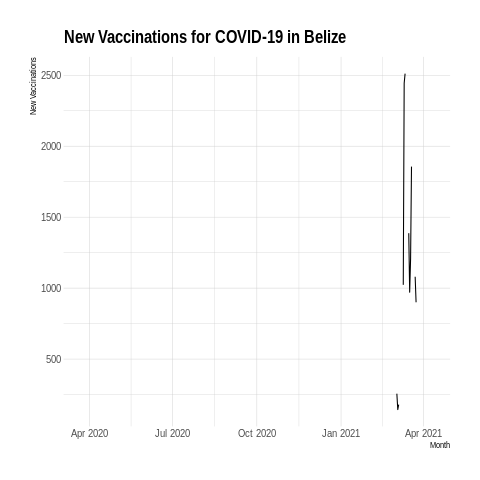 New Vaccinations for COVID-19 in Belize
New Vaccinations
2500
2000
1500
1000
500
Apr 2020 Jul 2020 Oct 2020 Jan 2021 Apr 2021
Month